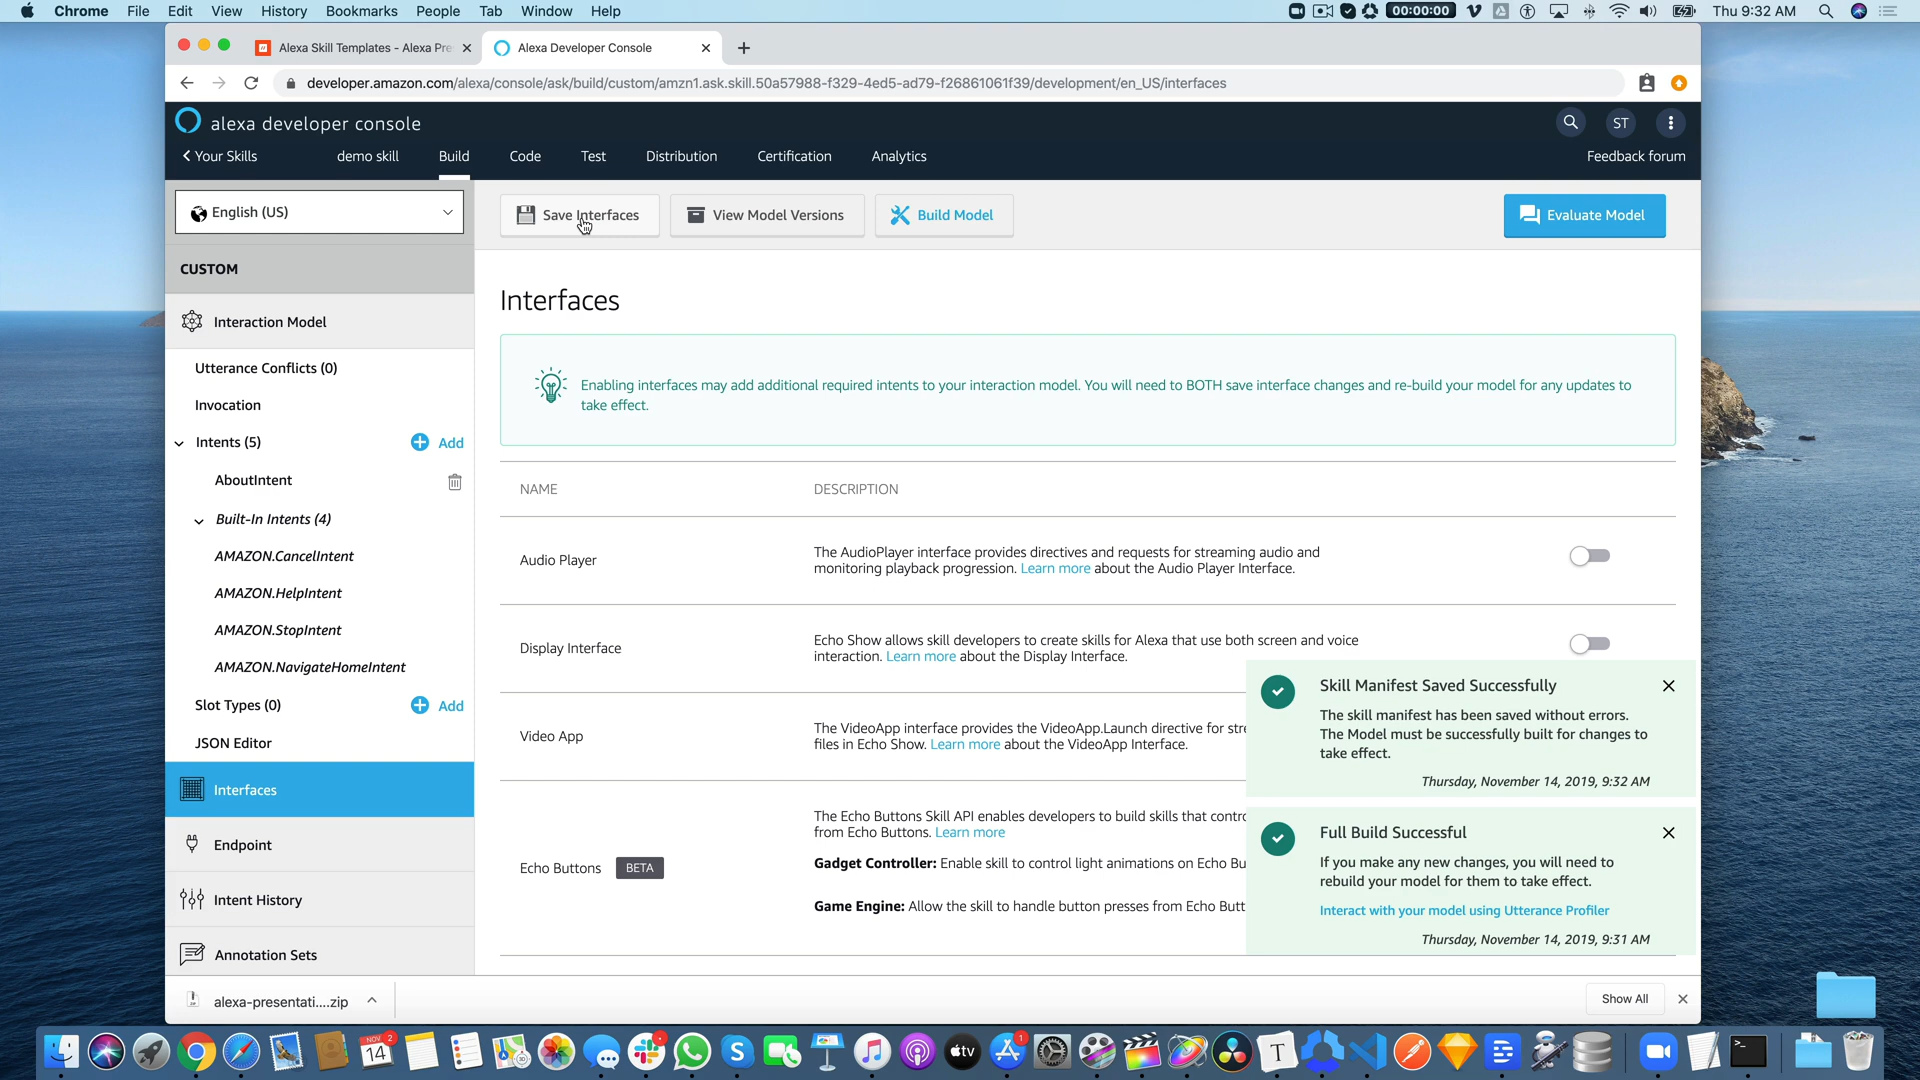 Chrome File Edit View History Bookmarks People Tab Window Help 00:00:00 Thu 9:32 AM
Alexa Skill Templates - Alexa Pre
Alexa Developer Console
developer.amazon.com/alexa/console/ask/build/custom/amzn1.ask.skill.50a57988-f329-4ed5-ad79-f26861061f39/development/en_US/interfaces
alexa developer console
ST
Your Skills
demo skill Build Code Test Distribution Certification Analytics
Feedback forum
English (US)
Save Interfaces
View Model Versions
Build Model
Evaluate Model
CUSTOM
Interaction Model
Utterance Conflicts (0)
Invocation
Intents (5)
Add
AboutIntent
Built-In Intents (4)
AMAZON.CancelIntent
AMAZON.HelpIntent
AMAZON.StopIntent
AMAZON.NavigateHomeIntent
Slot Types (0)
Add
JSON Editor
Interfaces
Endpoint
Intent History
Annotation Sets
Interfaces
Enabling interfaces may add additional required intents to your interaction model. You will need to BOTH save interface changes and re-build your model for any updates to
take effect.
NAME
DESCRIPTION
Audio Player
The AudioPlayer interface provides directives and requests for streaming audio and
monitoring playback progression. Learn more about the Audio Player Interface.
Display Interface
Echo Show allows skill developers to create skills for Alexa that use both screen and voice
interaction. Learn more about the Display Interface.
Video App
The VideoApp interface provides the VideoApp.Launch directive for stre
files in Echo Show. Learn more about the VideoApp Interface.
Echo Buttons BETA
The Echo Buttons Skill API enables developers to build skills that contro
from Echo Buttons. Learn more
Gadget Controller: Enable skill to control light animations on Echo Bu
Game Engine: Allow the skill to handle button presses from Echo Butt
Skill Manifest Saved Successfully
The skill manifest has been saved without errors.
The Model must be successfully built for changes to
take effect.
Thursday, November 14, 2019, 9:32 AM
Full Build Successful
If you make any new changes, you will need to
rebuild your model for them to take effect.
Interact with your model using Utterance Profiler
Thursday, November 14, 2019, 9:31 AM
alexa-presentati....zip
Show All
NOV
14
2
1
tv
T